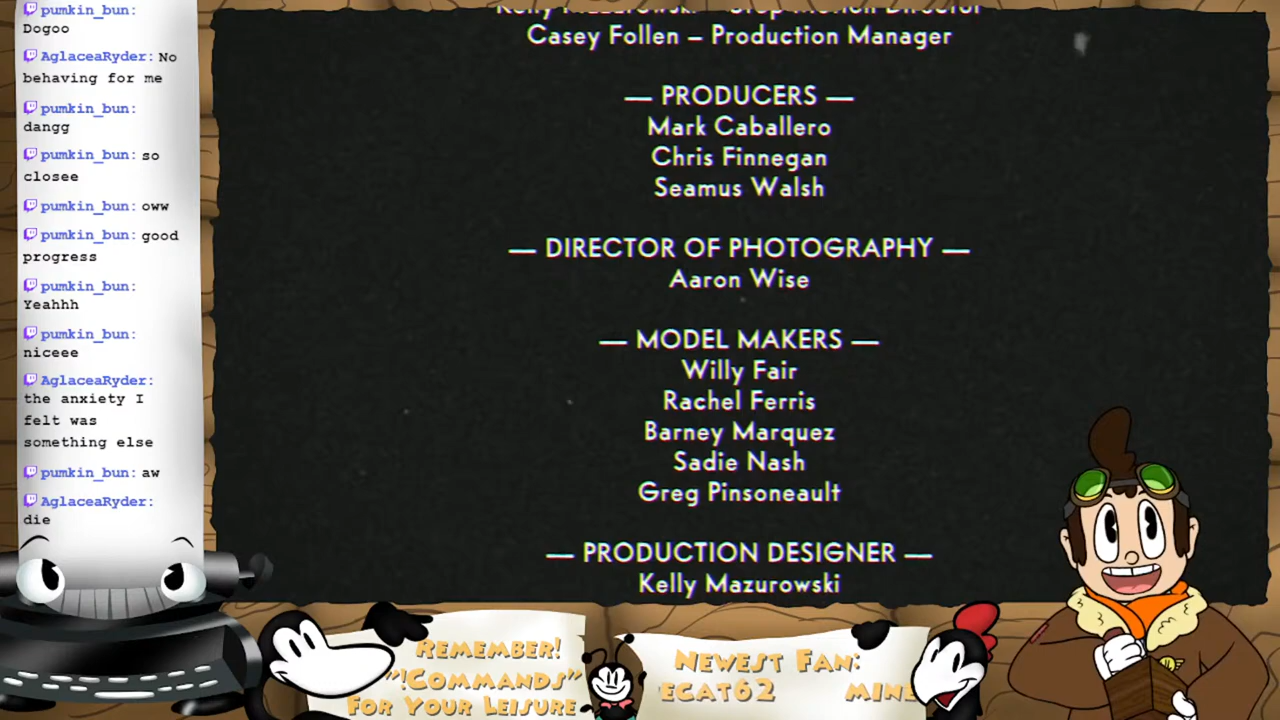 pumkin_bun:
Dogoo
AglaceaRyder: No
behaving for me
pumkin_bun:
dangg
pumkin_bun: so
closee
pumkin_bun: oww
pumkin_bun: good
progress
pumkin_bun:
Yeahhh
pumkin_bun:
niceee
AglaceaRyder:
the anxiety I
felt was
something else
pumkin_bun: aw
AglaceaRyder:
die
Casey Follen – Production Manager
— PRODUCERS —
Mark Caballero
Chris Finnegan
Seamus Walsh
— DIRECTOR OF PHOTOGRAPHY —
Aaron Wise
— MODEL MAKERS —
Willy Fair
Rachel Ferris
Barney Marquez
Sadie Nash
Greg Pinsoneault
— PRODUCTION DESIGNER —
Kelly Mazurowski
Remember!
"!Commands"
For Your Leisure
Newest Fan:
ecat62 mine